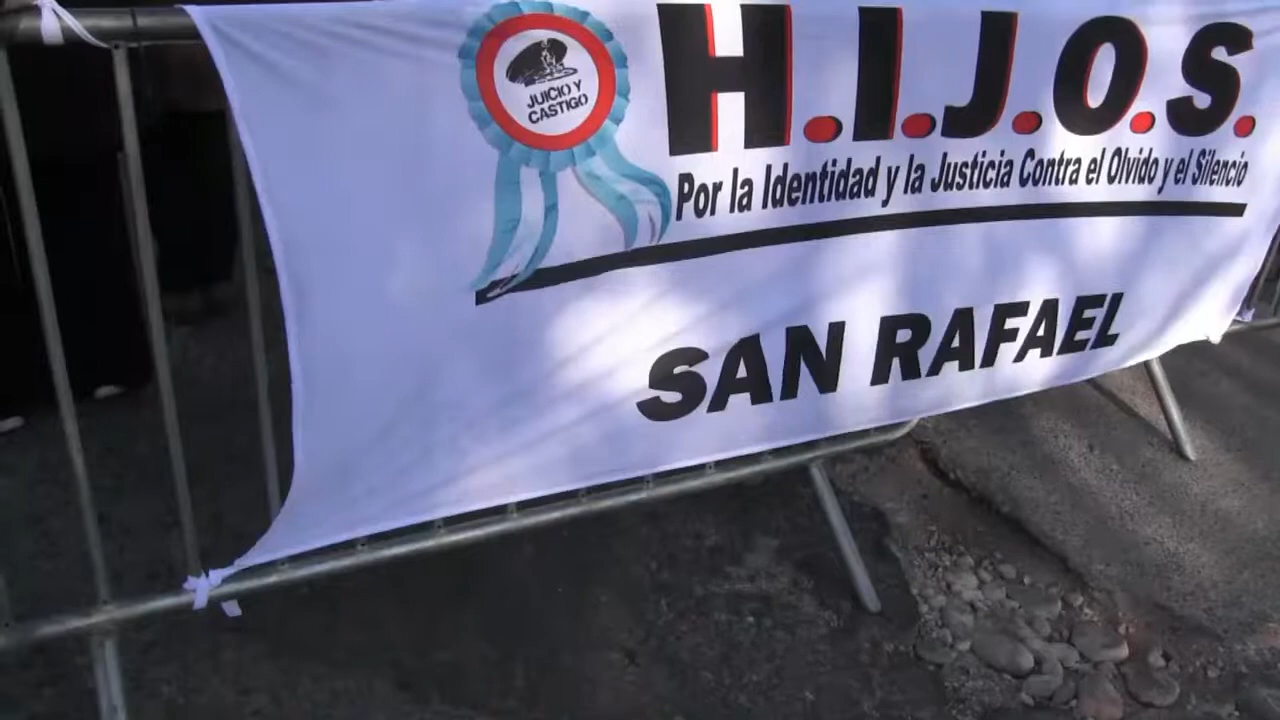 JUICIO Y
CASTIGO
H.I.J.O.S.
Por la Identidad y la Justicia Contra el Olvido y el Silencio
SAN RAFAEL